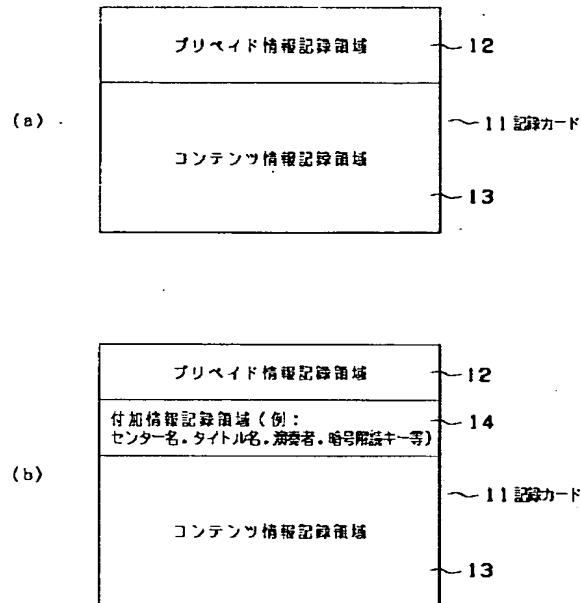 プリペイド情報記録領域
12
(a)
11 記録カード
コンテンツ情報記録領域
13
プリペイド情報記録領域
12
付加情報記録領域(例:
センター名.タイトル名.演奏者.暗号解読キー等)
14
(b)
11 記録カード
コンテンツ情報記録領域
13